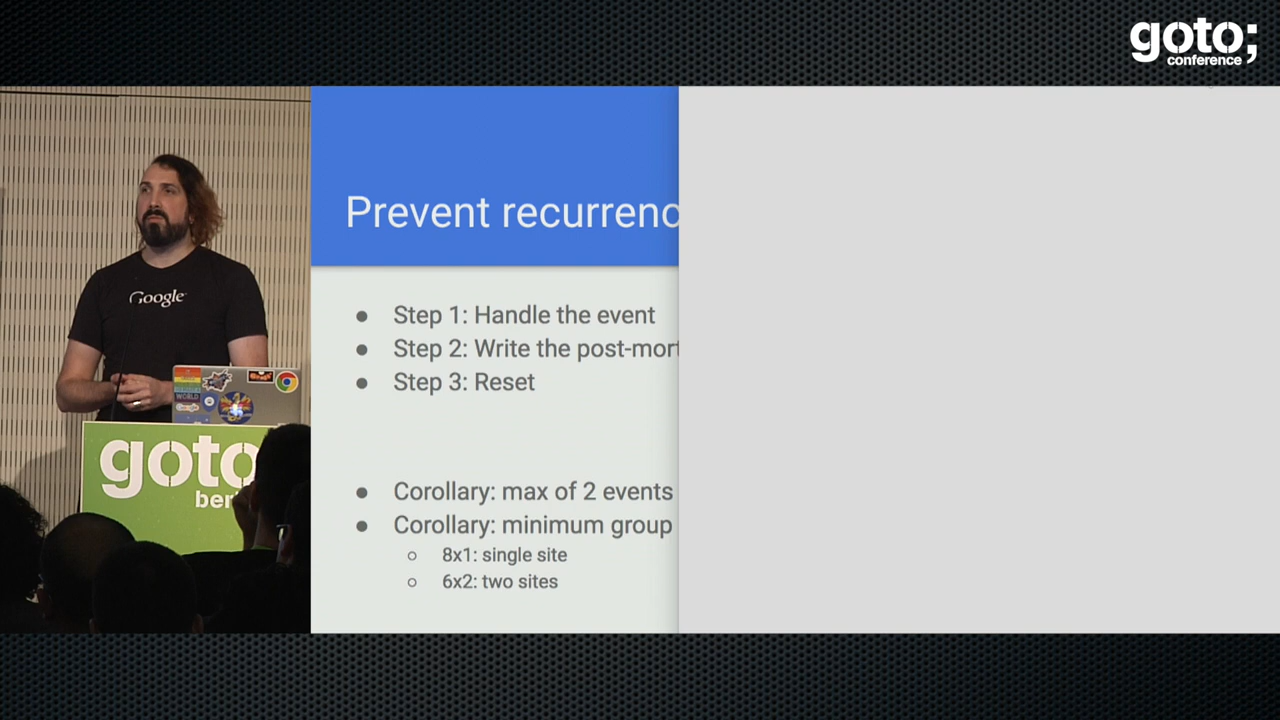 goto;
conference
Prevent recurrenc
Step 1: Handle the event
Step 2: Write the post-mort
Step 3: Reset
Corollary: max of 2 events
Corollary: minimum group
8x1: single site
6x2: two sites
Google
WORLD
goto
ber